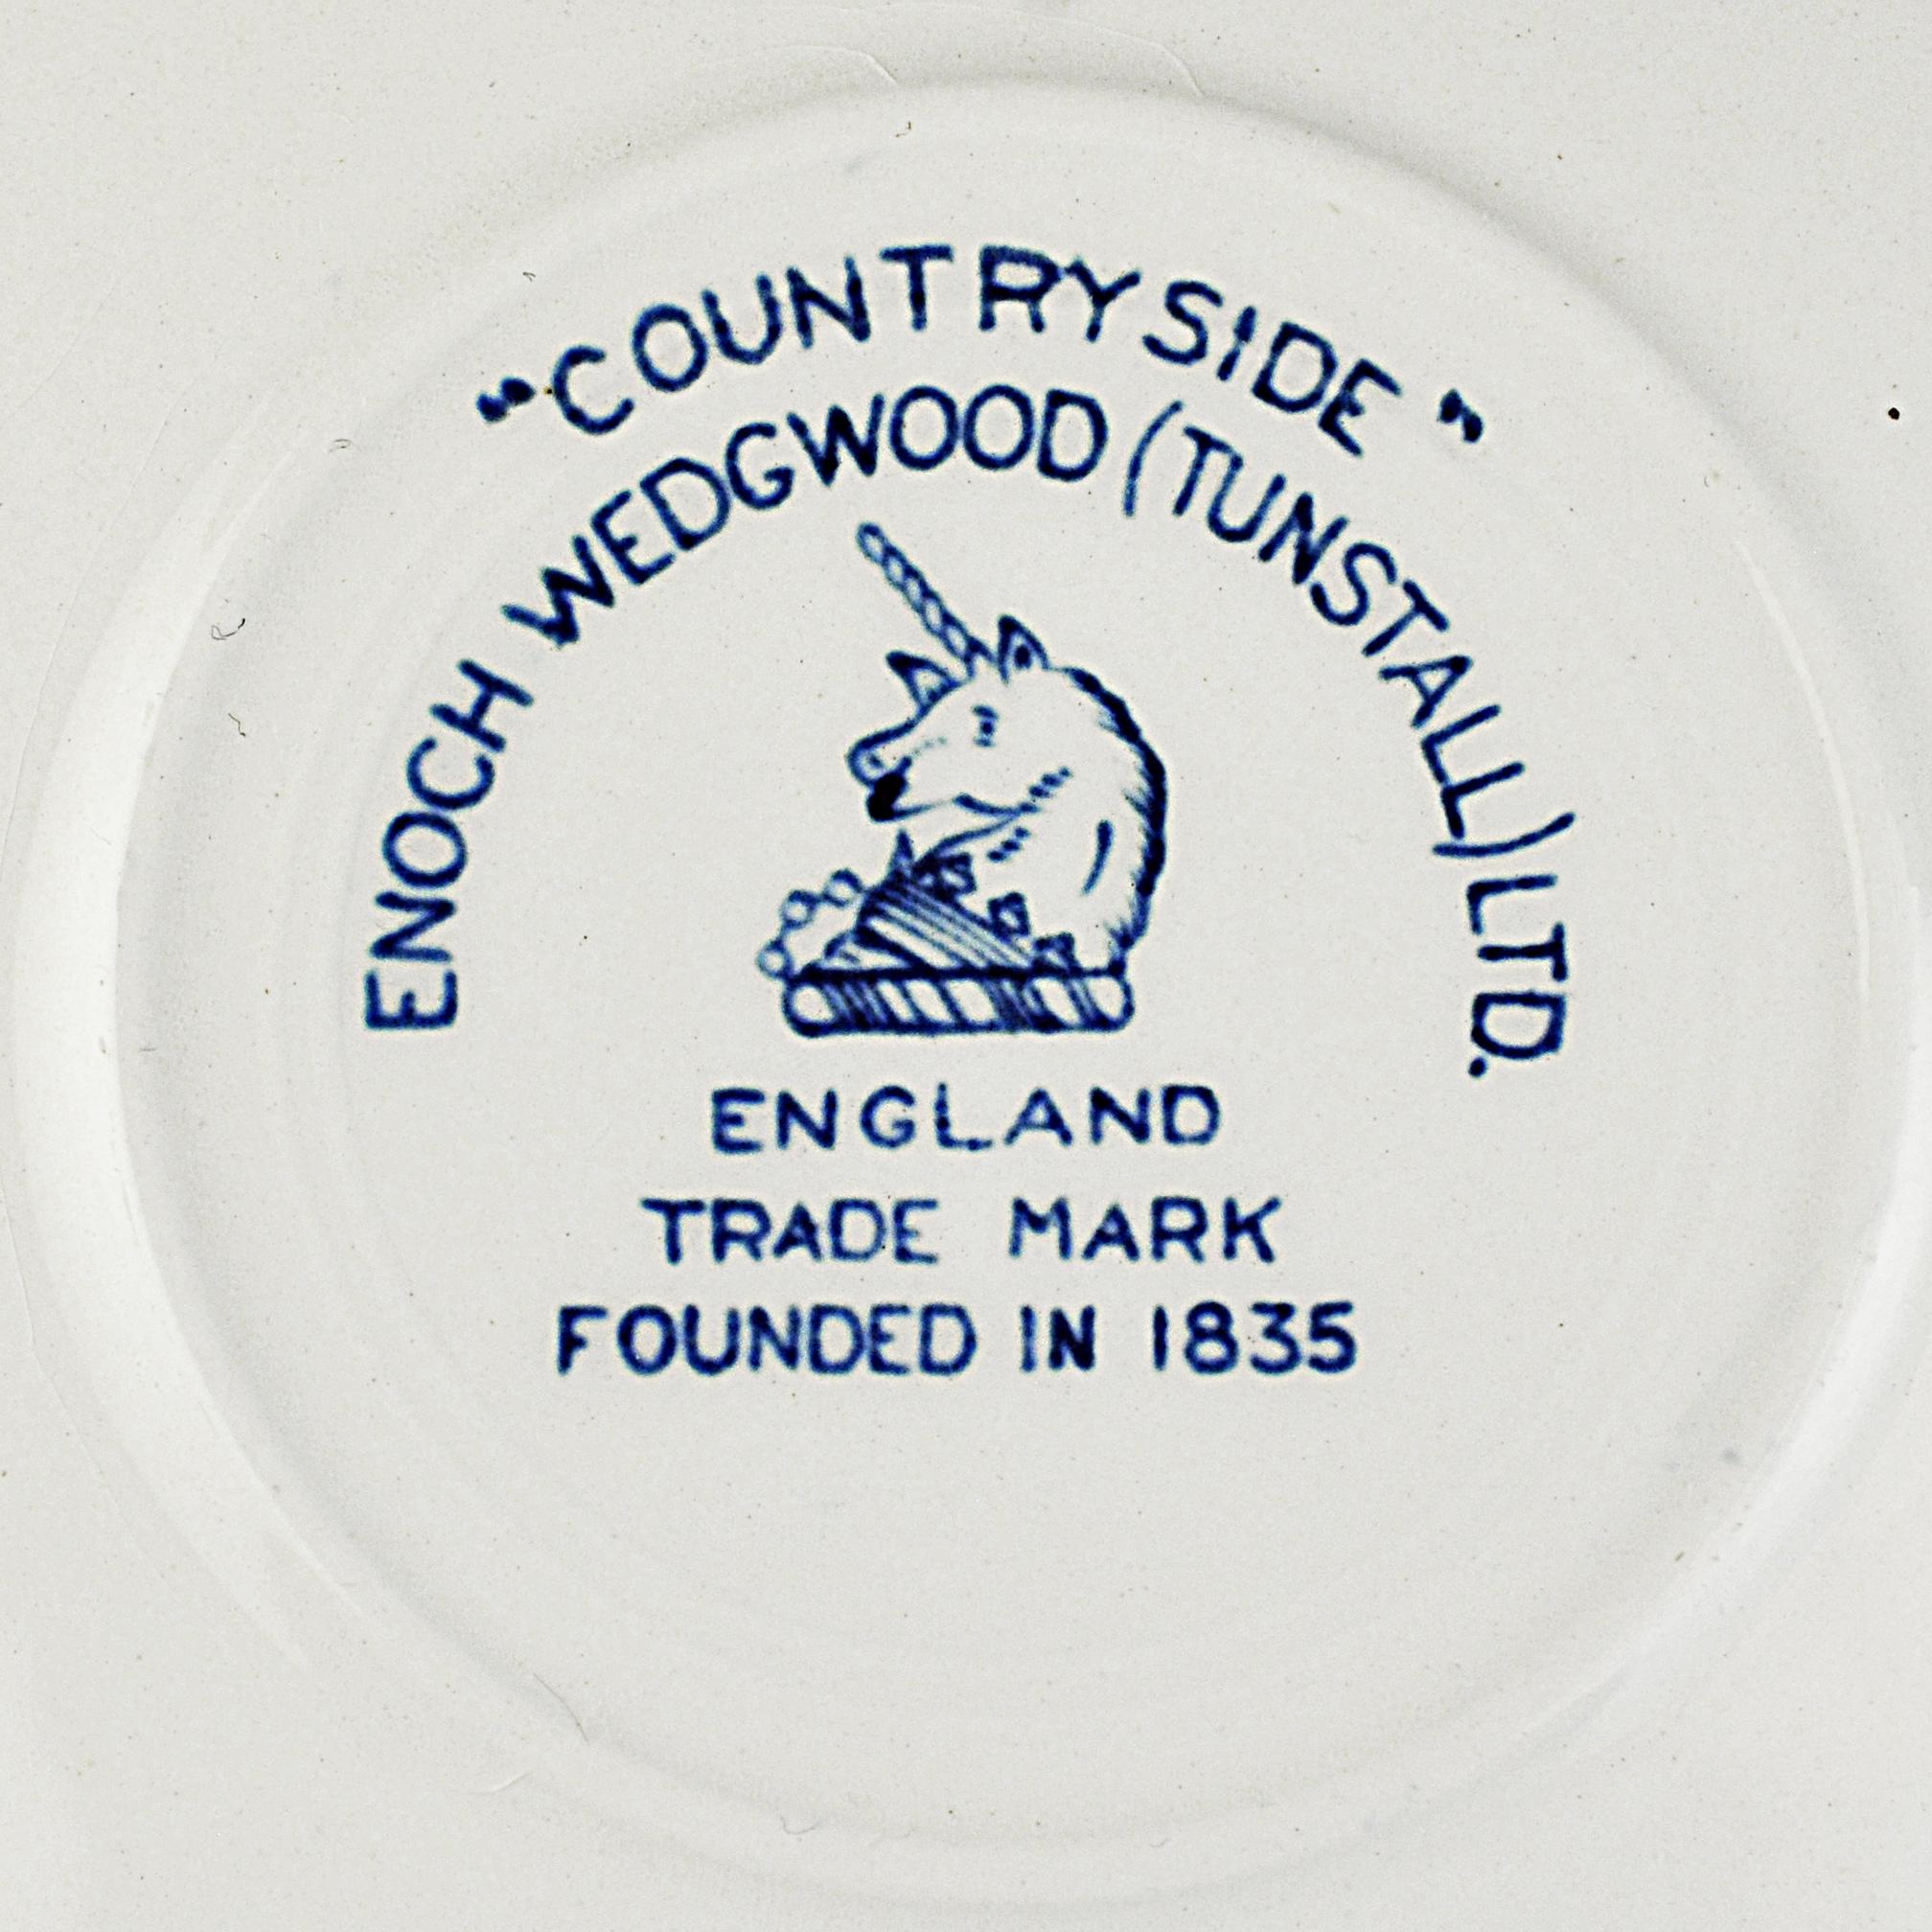 “COUNTRYSIDE”
ENOCH WEDGWOOD (TUNSTALL) LTD.
ENGLAND
TRADE MARK
FOUNDED IN 1835